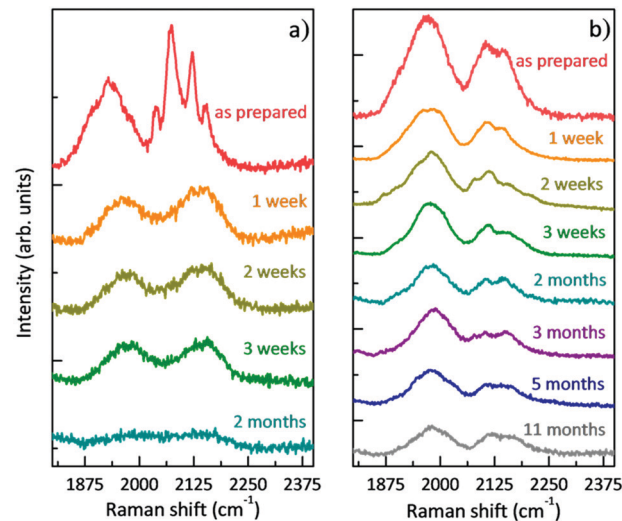 a)
as prepared
1 week
2 weeks
3 weeks
2 months
Intensity (arb. units)
1875 2000 2125 2250 2375
Raman shift (cm⁻¹)
b)
as prepared
1 week
2 weeks
3 weeks
2 months
3 months
5 months
11 months
1875 2000 2125 2250 2375
Raman shift (cm⁻¹)